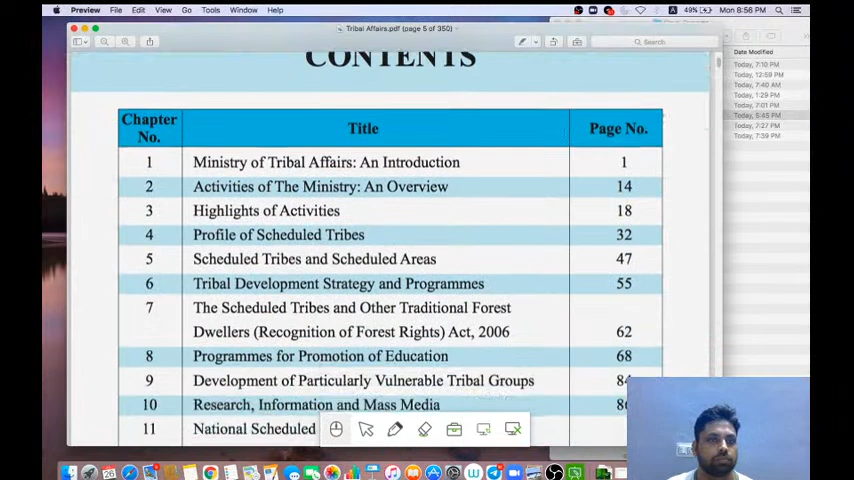 Preview File Edit View Go Tools Window Help 49% Mon 8:56 PM
Tribal Affairs.pdf (page 5 of 350)
Search
Date Modified
Today, 7:10 PM
Today, 12:59 PM
Today, 7:40 AM
Today, 1:29 PM
Today, 7:01 PM
Today, 5:45 PM
Today, 7:27 PM
Today, 7:39 PM
CONTENTS
Chapter No. Title Page No.
1 Ministry of Tribal Affairs: An Introduction 1
2 Activities of The Ministry: An Overview 14
3 Highlights of Activities 18
4 Profile of Scheduled Tribes 32
5 Scheduled Tribes and Scheduled Areas 47
6 Tribal Development Strategy and Programmes 55
7 The Scheduled Tribes and Other Traditional Forest
Dwellers (Recognition of Forest Rights) Act, 2006 62
8 Programmes for Promotion of Education 68
9 Development of Particularly Vulnerable Tribal Groups 84
10 Research, Information and Mass Media
11 National Scheduled